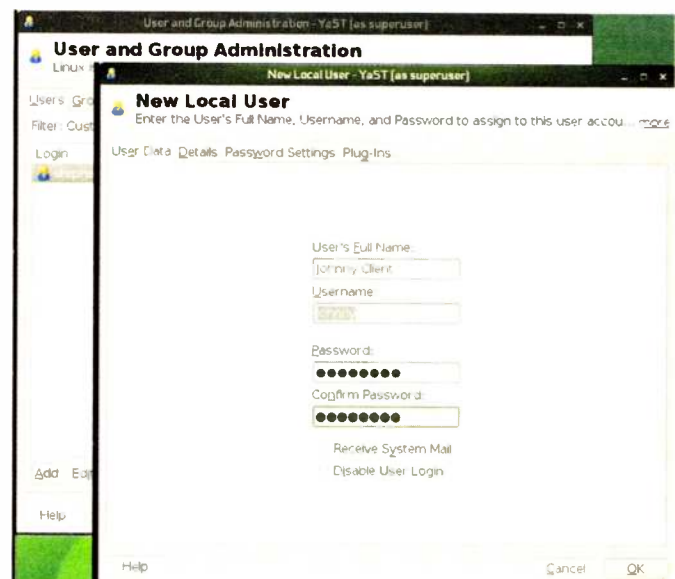 User and Group Administration - YaST [as superuser]
User and Group Administration
Linux
Users Gro
Filter: Cust
Login
Add Edit
Help
New Local User - YaST [as superuser]
New Local User
Enter the User's Full Name, Username, and Password to assign to this user accou... more
User Data Details Password Settings Plug-Ins
User's Full Name:
Johnny Client
Username
Password:
Confirm Password:
Receive System Mail
Disable User Login
Help
Cancel OK